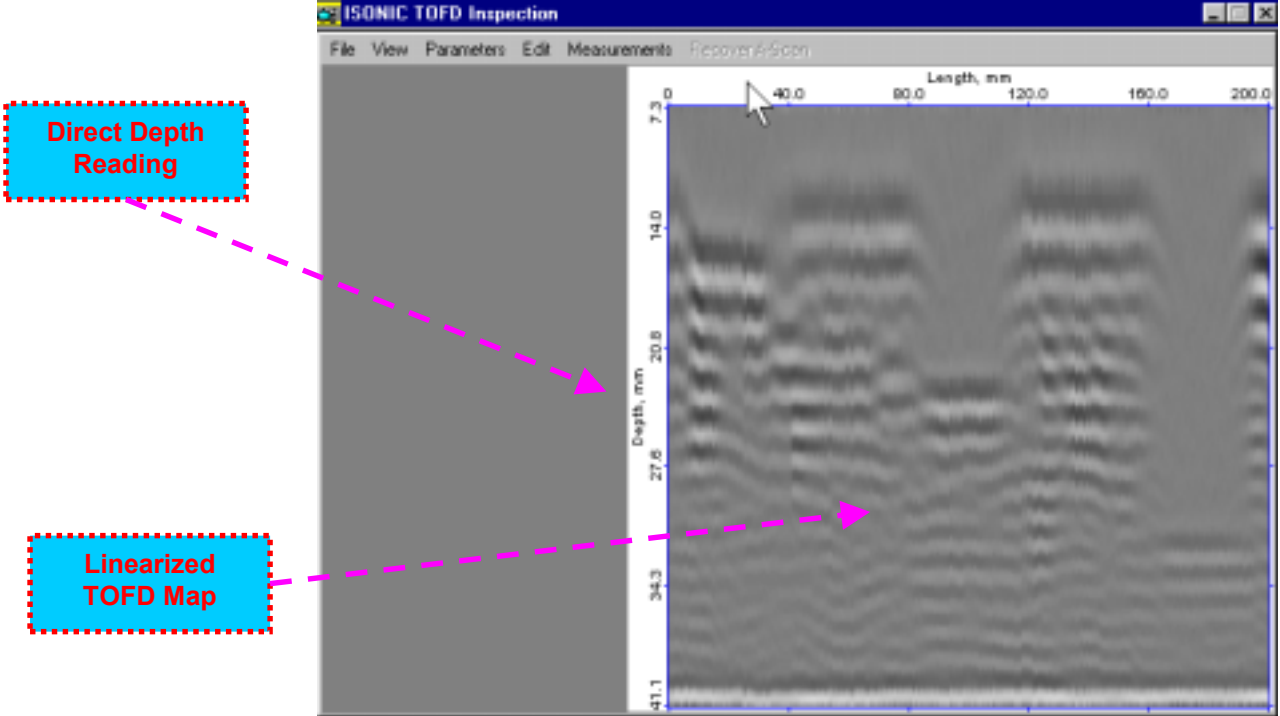 ISONIC TOFD Inspection
File View Parameters Edit Measurements Recover A-Scan
Length, mm
0 40.0 80.0 120.0 160.0 200.0
Direct Depth
Reading
7.3
14.0
20.8
Depth, mm
27.6
34.3
41.1
Linearized
TOFD Map